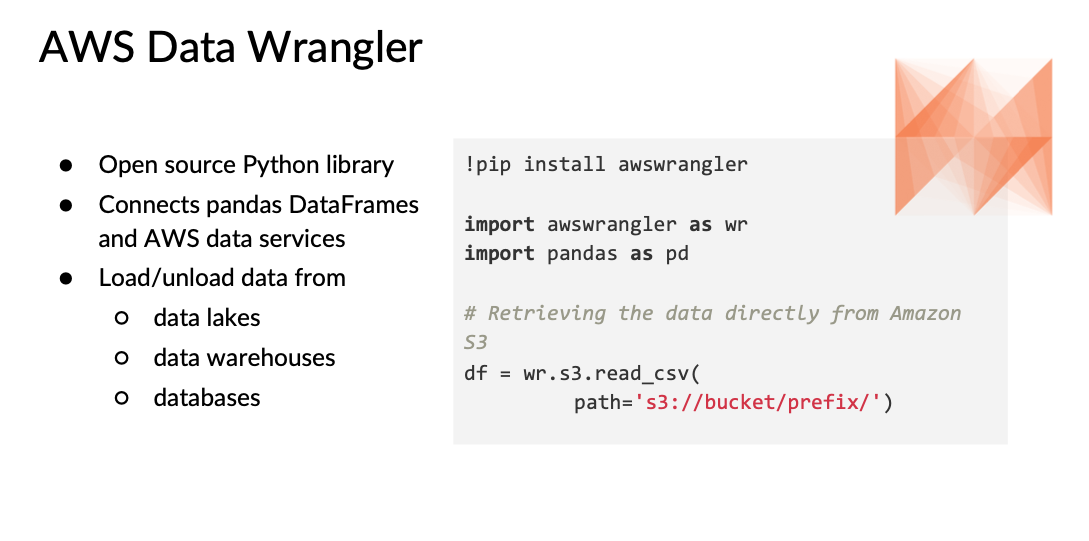 AWS Data Wrangler
● Open source Python library
● Connects pandas DataFrames
and AWS data services
● Load/unload data from
○ data lakes
○ data warehouses
○ databases
!pip install awswrangler
import awswrangler as wr
import pandas as pd
# Retrieving the data directly from Amazon
S3
df = wr.s3.read_csv(
path='s3://bucket/prefix/')